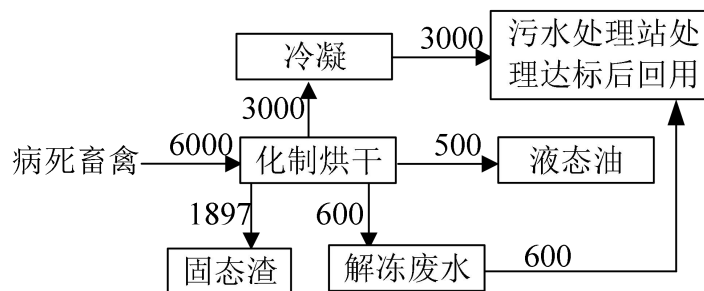 冷凝
3000
污水处理站处
理达标后回用
3000
病死畜禽
6000
化制烘干
500
液态油
1897
600
固态渣
解冻废水
600